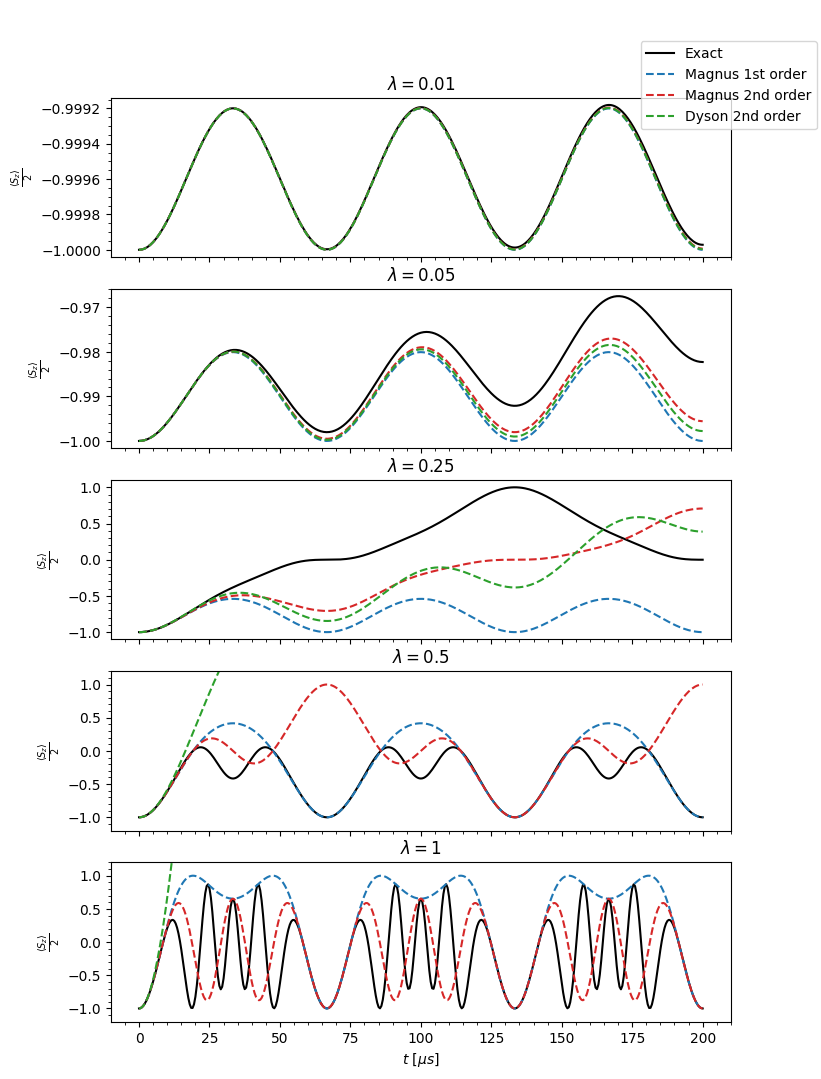 Exact
Magnus 1st order
Magnus 2nd order
Dyson 2nd order
λ = 0.01
−0.9992
−0.9994
−0.9996
−0.9998
−1.0000
⟨S_z⟩/2
λ = 0.05
−0.97
−0.98
−0.99
−1.00
⟨S_z⟩/2
λ = 0.25
1.0
0.5
0.0
−0.5
−1.0
⟨S_z⟩/2
λ = 0.5
1.0
0.5
0.0
−0.5
−1.0
⟨S_z⟩/2
λ = 1
1.0
0.5
0.0
−0.5
−1.0
⟨S_z⟩/2
0 25 50 75 100 125 150 175 200
t [μs]